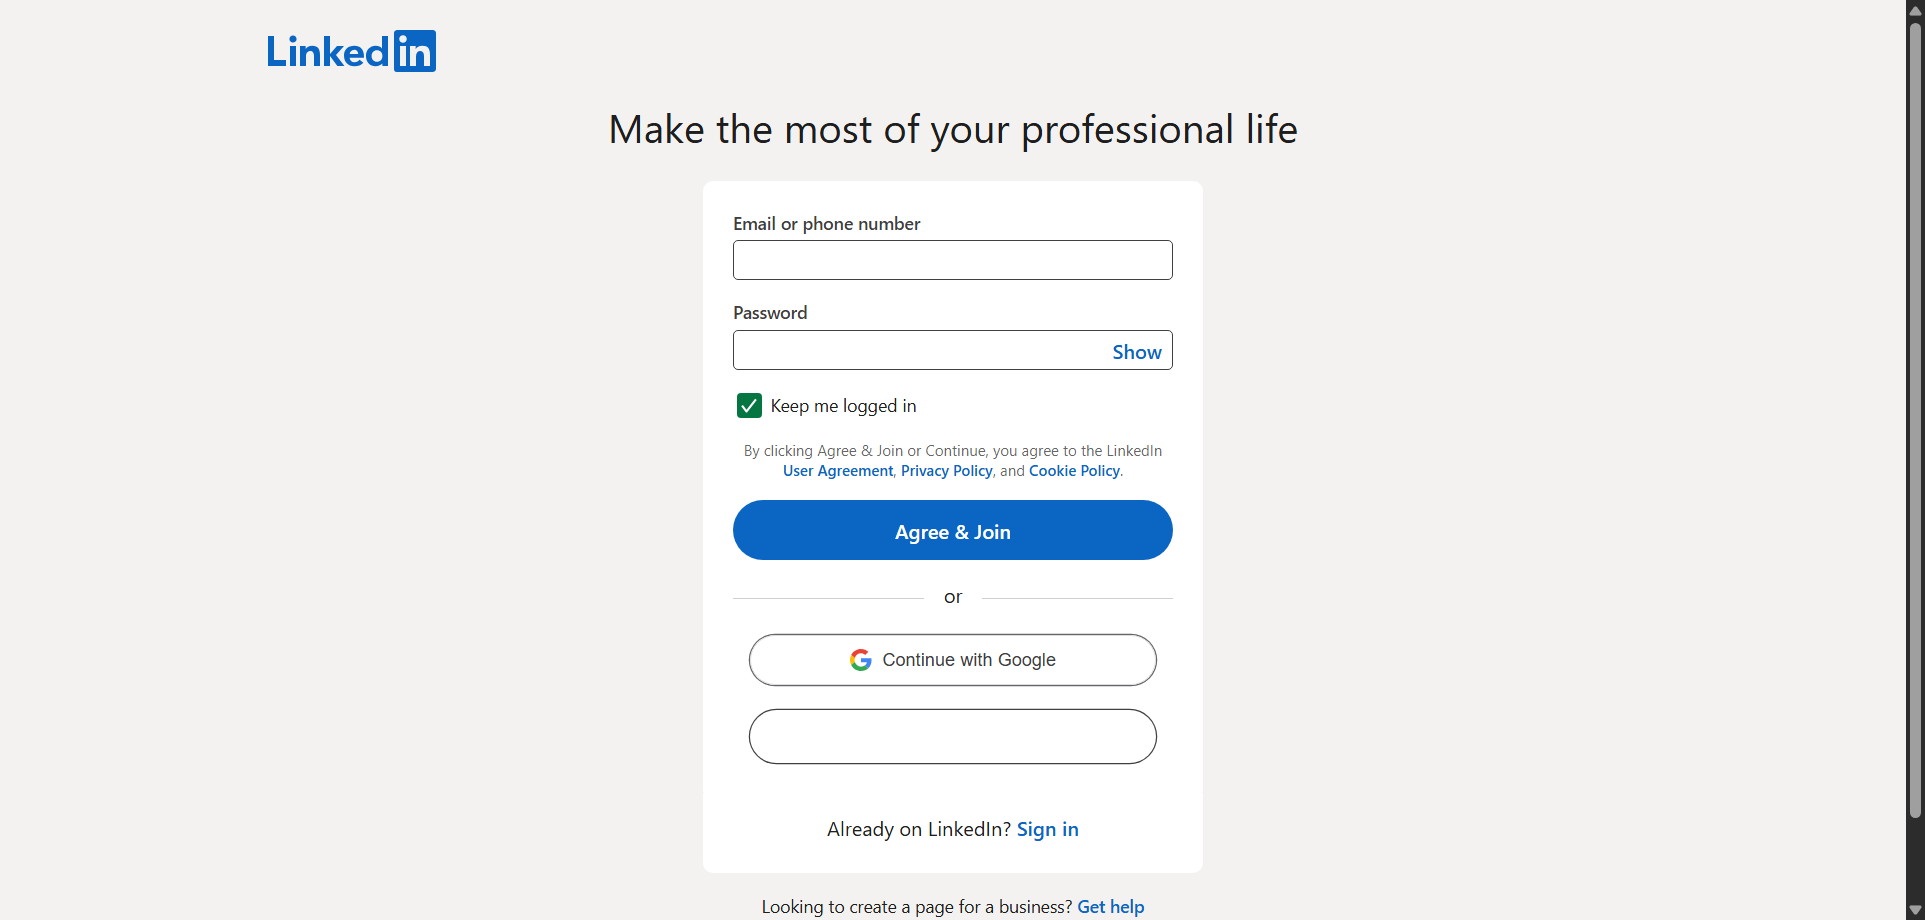 Linkedin
Make the most of your professional life
Email or phone number
Password
Show
Keep me logged in
By clicking Agree & Join or Continue, you agree to the LinkedIn
User Agreement, Privacy Policy, and Cookie Policy.
Agree & Join
or
Continue with Google
Already on LinkedIn? Sign in
Looking to create a page for a business? Get help